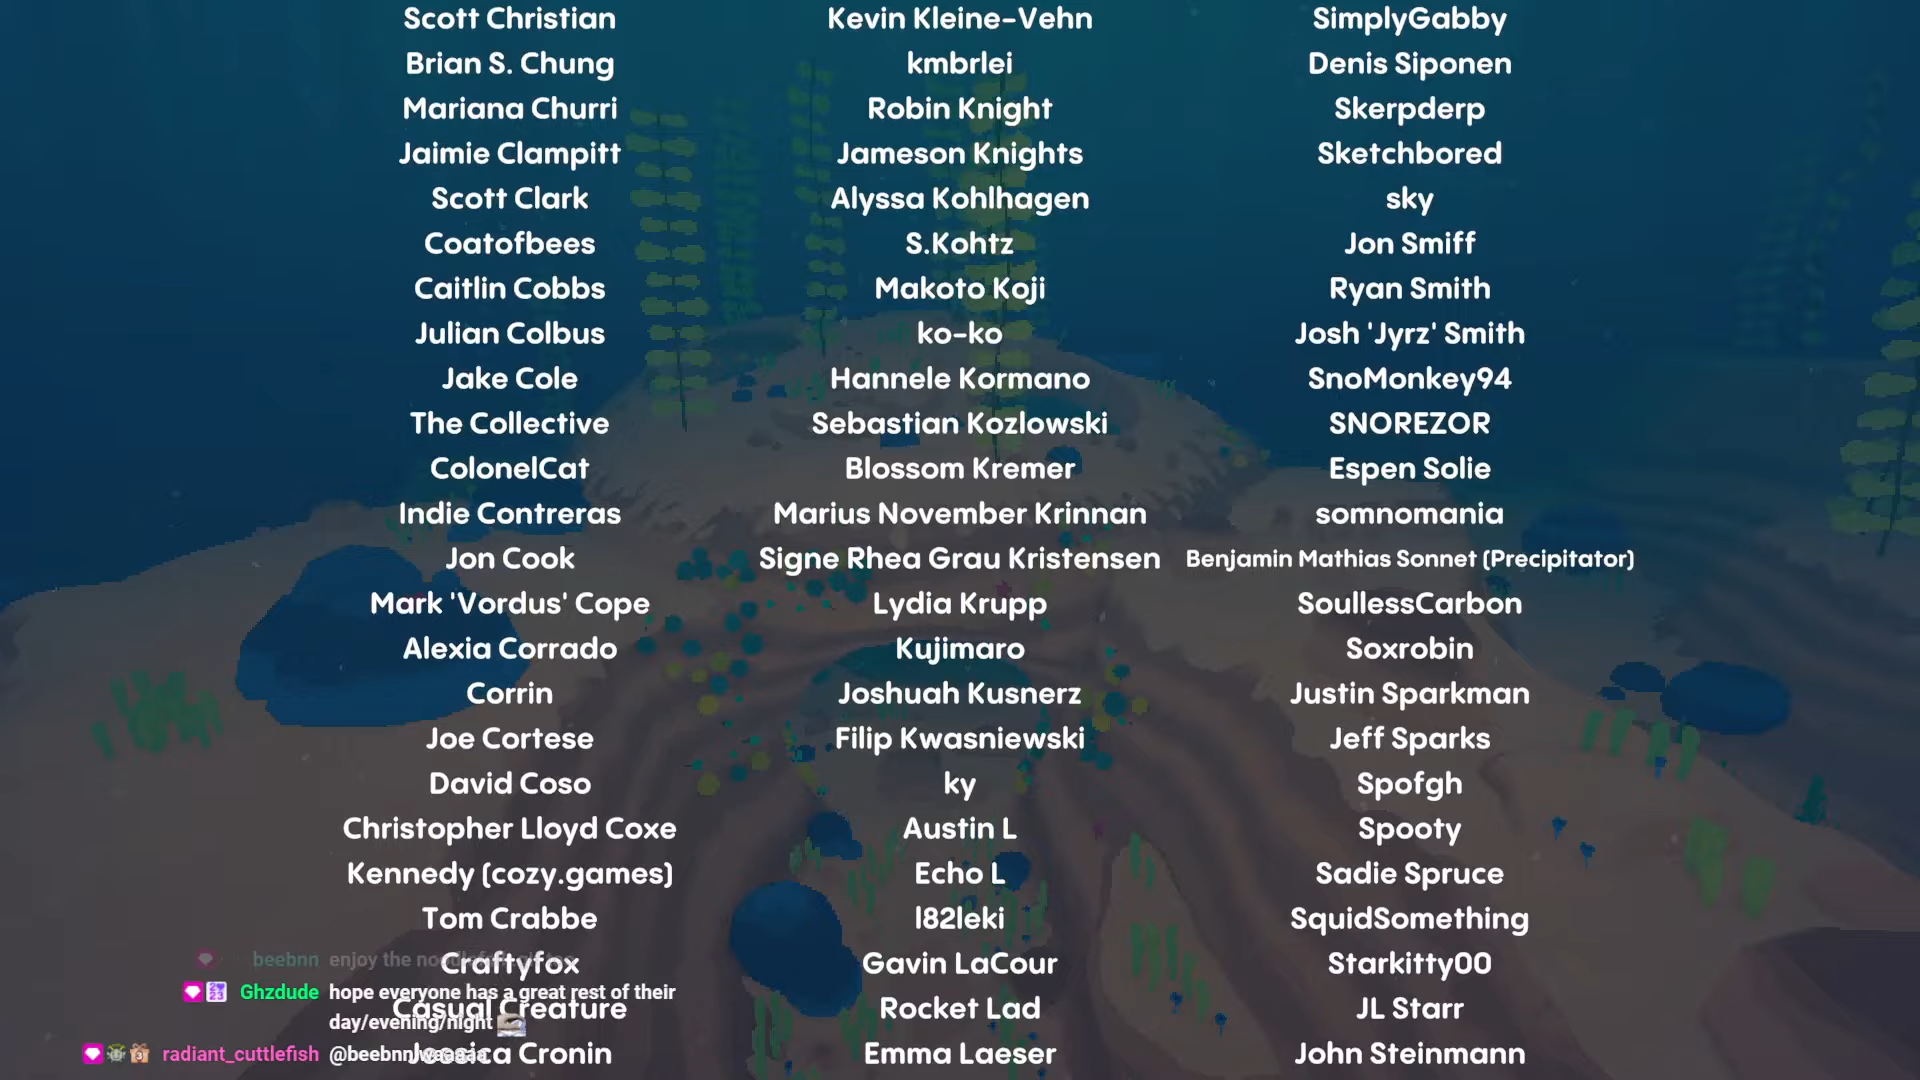 Scott Christian
Brian S. Chung
Mariana Churri
Jaimie Clampitt
Scott Clark
Coatofbees
Caitlin Cobbs
Julian Colbus
Jake Cole
The Collective
ColonelCat
Indie Contreras
Jon Cook
Mark 'Vordus' Cope
Alexia Corrado
Corrin
Joe Cortese
David Coso
Christopher Lloyd Coxe
Kennedy (cozy.games)
Tom Crabbe
Craftyfox
Casual Creature
Jessica Cronin
Kevin Kleine-Vehn
kmbrlei
Robin Knight
Jameson Knights
Alyssa Kohlhagen
S.Kohtz
Makoto Koji
ko-ko
Hannele Kormano
Sebastian Kozlowski
Blossom Kremer
Marius November Krinnan
Signe Rhea Grau Kristensen
Lydia Krupp
Kujimaro
Joshuah Kusnerz
Filip Kwasniewski
ky
Austin L
Echo L
l82leki
Gavin LaCour
Rocket Lad
Emma Laeser
SimplyGabby
Denis Siponen
Skerpderp
Sketchbored
sky
Jon Smiff
Ryan Smith
Josh 'Jyrz' Smith
SnoMonkey94
SNOREZOR
Espen Solie
somnomania
Benjamin Mathias Sonnet (Precipitator)
SoullessCarbon
Soxrobin
Justin Sparkman
Jeff Sparks
Spofgh
Spooty
Sadie Spruce
SquidSomething
Starkitty00
JL Starr
John Steinmann
beebnn enjoy the
Ghzdude hope everyone has a great rest of their
day/evening/night
radiant_cuttlefish @beebnn